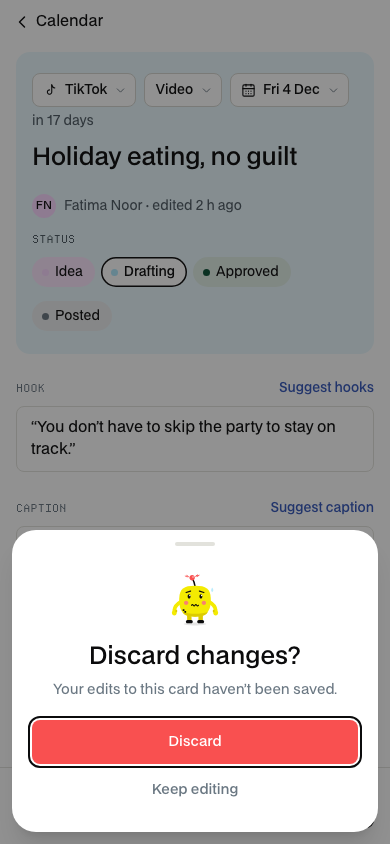 Calendar
TikTok Video Fri 4 Dec
in 17 days
Holiday eating, no guilt
FN Fatima Noor · edited 2 h ago
STATUS
Idea Drafting Approved
Posted
HOOK Suggest hooks
“You don’t have to skip the party to stay on
track.”
CAPTION Suggest caption
Discard changes?
Your edits to this card haven’t been saved.
Discard
Keep editing